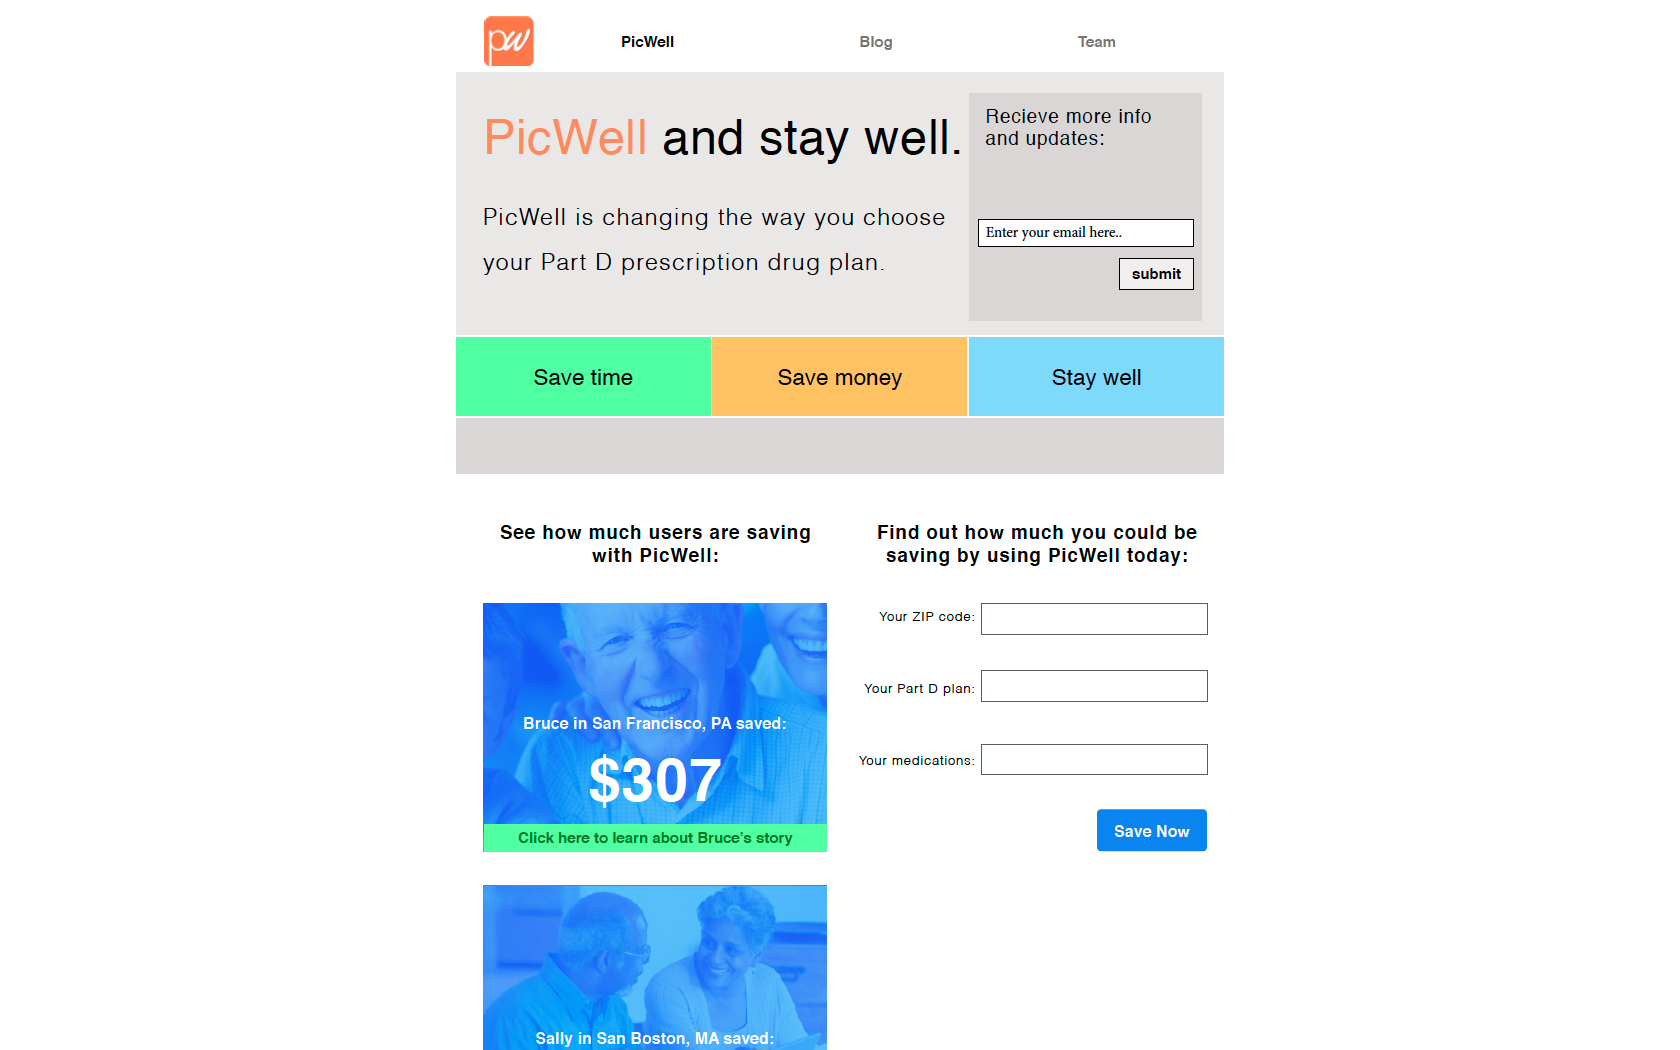 pw
PicWell
Blog
Team
PicWell and stay well.
PicWell is changing the way you choose
your Part D prescription drug plan.
Recieve more info
and updates:
Enter your email here..
submit
Save time
Save money
Stay well
See how much users are saving
with PicWell:
Bruce in San Francisco, PA saved:
$307
Click here to learn about Bruce's story
Sally in San Boston, MA saved:
Find out how much you could be
saving by using PicWell today:
Your ZIP code:
Your Part D plan:
Your medications:
Save Now